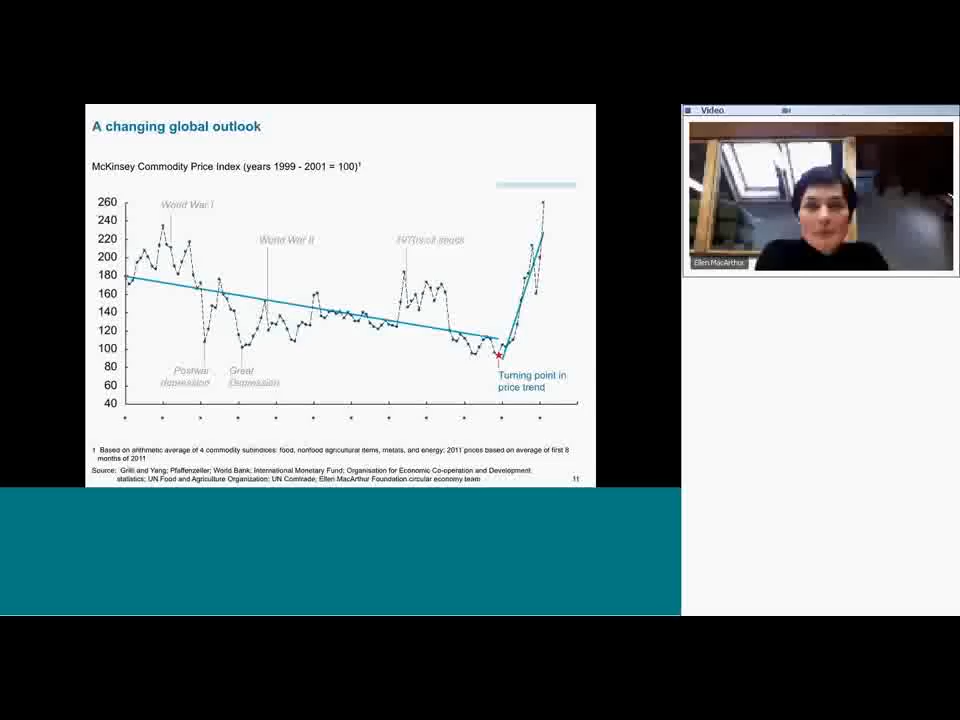 A changing global outlook
McKinsey Commodity Price Index (years 1999 - 2001 = 100)¹
260
240
220
200
180
160
140
120
100
80
60
40
World War I
World War II
Postwar
depression
Great
Depression
Turning point in
price trend
1 Based on arithmetic average of 4 commodity subindices: food, nonfood agricultural items, metals, and energy; 2011 prices based on average of first 8
months of 2011
Source: Grilli and Yang; Pfaffenzeller; World Bank; International Monetary Fund; Organisation for Economic Co-operation and Development
statistics; UN Food and Agriculture Organization; UN Comtrade; Ellen MacArthur Foundation circular economy team
11
Video
Ellen MacArthur